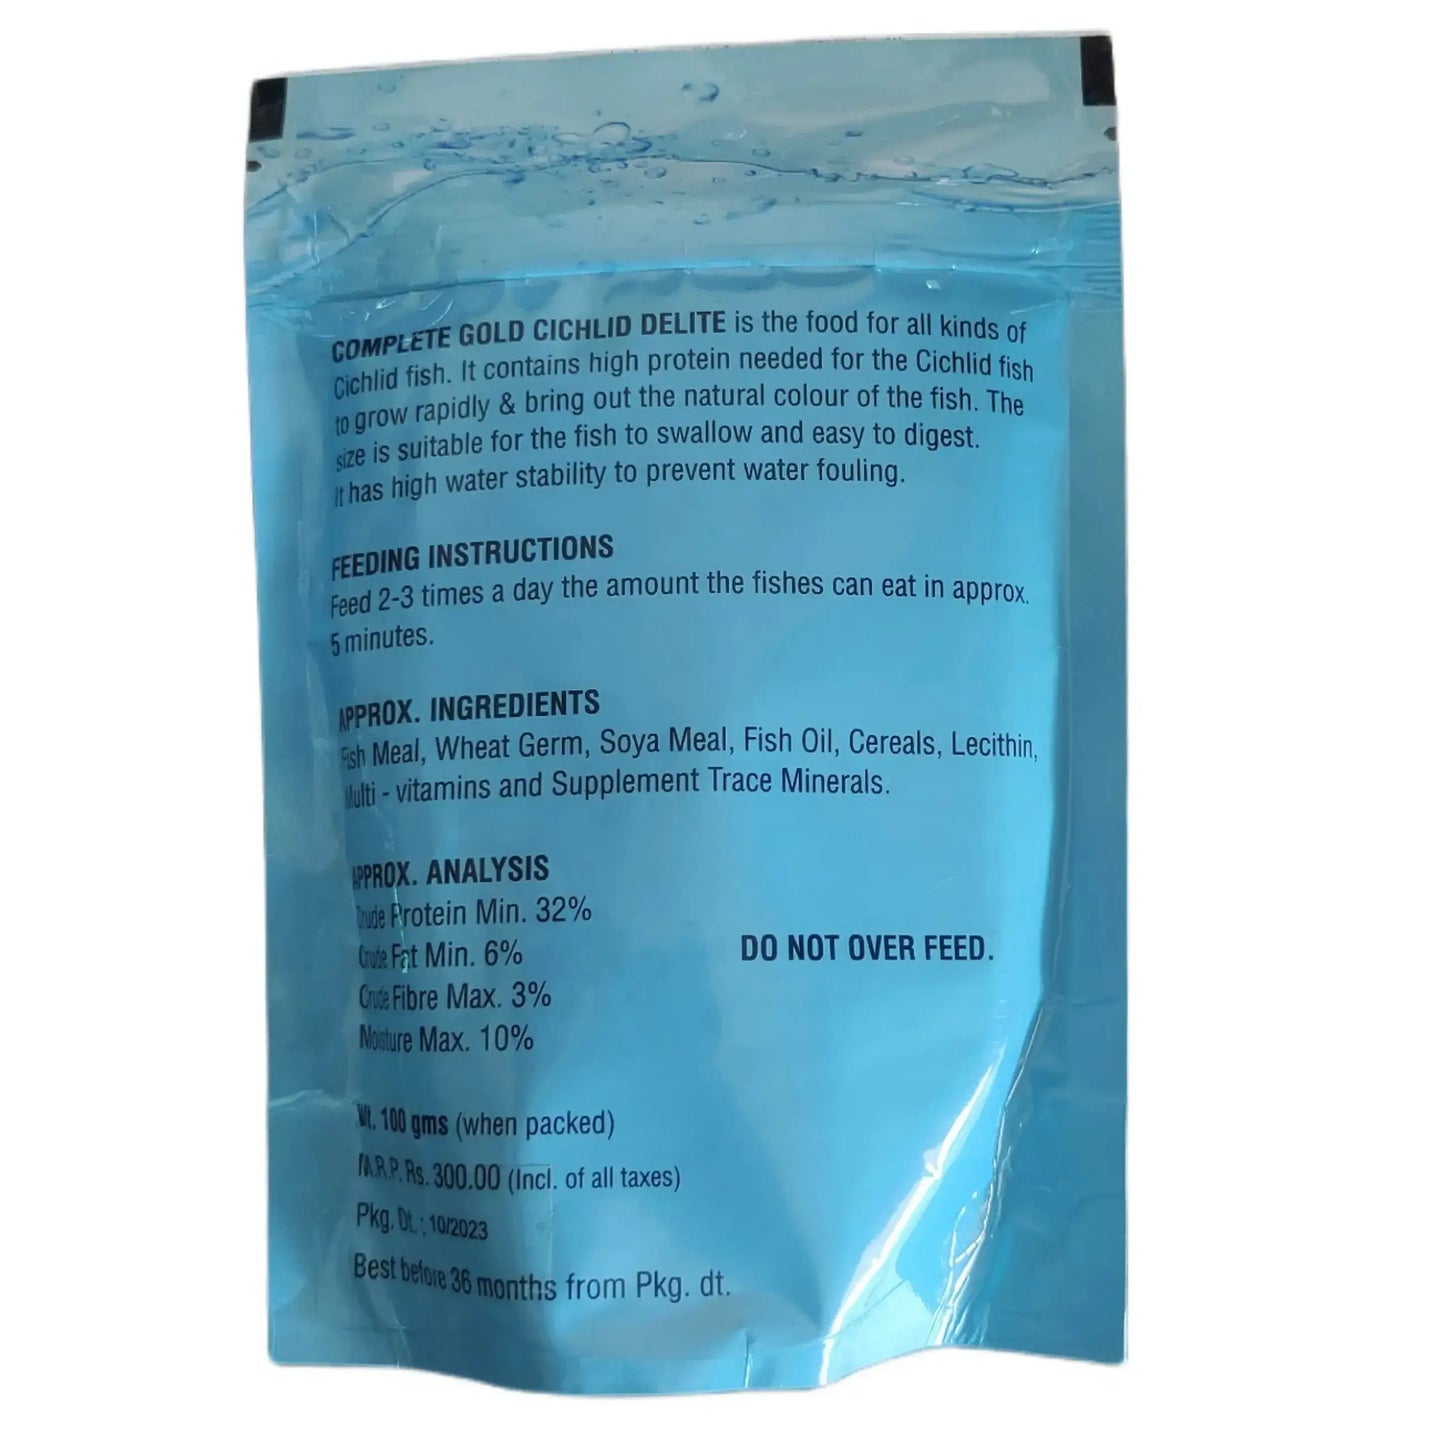 COMPLETE GOLD CICHLID DELITE is the food for all kinds of
Cichlid fish. It contains high protein needed for the Cichlid fish
to grow rapidly & bring out the natural colour of the fish. The
size is suitable for the fish to swallow and easy to digest.
It has high water stability to prevent water fouling.
FEEDING INSTRUCTIONS
Feed 2-3 times a day the amount the fishes can eat in approx.
5 minutes.
APPROX. INGREDIENTS
Fish Meal, Wheat Germ, Soya Meal, Fish Oil, Cereals, Lecithin,
Multi - vitamins and Supplement Trace Minerals.
APPROX. ANALYSIS
Crude Protein Min. 32%
Crude Fat Min. 6%
DO NOT OVER FEED.
Crude Fibre Max. 3%
Moisture Max. 10%
Wt. 100 gms (when packed)
M.R.P. Rs. 300.00 (Incl. of all taxes)
Pkg. Dt. : 10/2023
Best before 36 months from Pkg. dt.